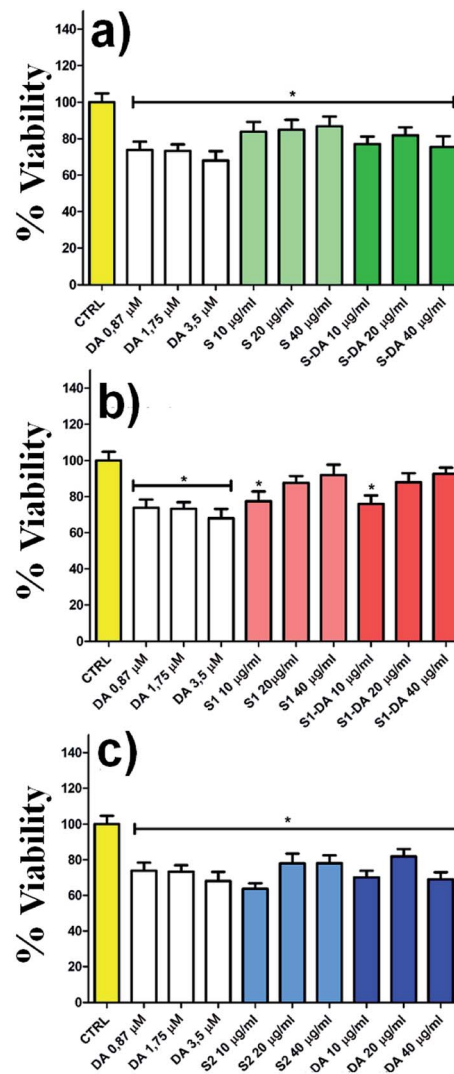 a)
% Viability
140
120
100
80
60
40
20
0
*
CTRL
DA 0,87 µM
DA 1,75 µM
DA 3,5 µM
S 10 µg/ml
S 20 µg/ml
S 40 µg/ml
S-DA 10 µg/ml
S-DA 20 µg/ml
S-DA 40 µg/ml
b)
% Viability
140
120
100
80
60
40
20
0
*
*
*
CTRL
DA 0,87 µM
DA 1,75 µM
DA 3,5 µM
S1 10 µg/ml
S1 20µg/ml
S1 40 µg/ml
S1-DA 10 µg/ml
S1-DA 20 µg/ml
S1-DA 40 µg/ml
c)
% Viability
140
120
100
80
60
40
20
0
*
CTRL
DA 0,87 µM
DA 1,75 µM
DA 3,5 µM
S2 10 µg/ml
S2 20 µg/ml
S2 40 µg/ml
DA 10 µg/ml
DA 20 µg/ml
DA 40 µg/ml